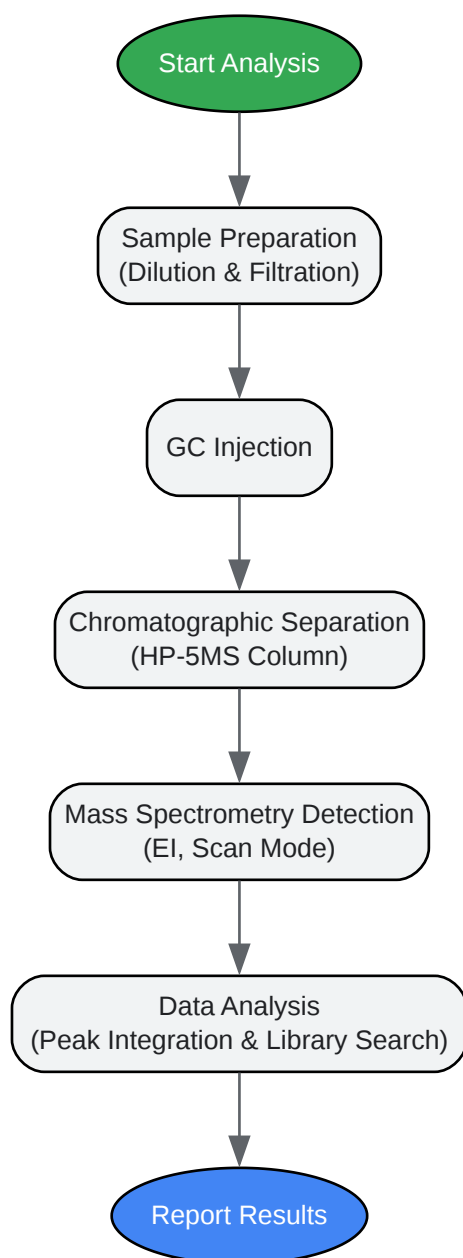 Start Analysis
Sample Preparation
(Dilution & Filtration)
GC Injection
Chromatographic Separation
(HP-5MS Column)
Mass Spectrometry Detection
(EI, Scan Mode)
Data Analysis
(Peak Integration & Library Search)
Report Results